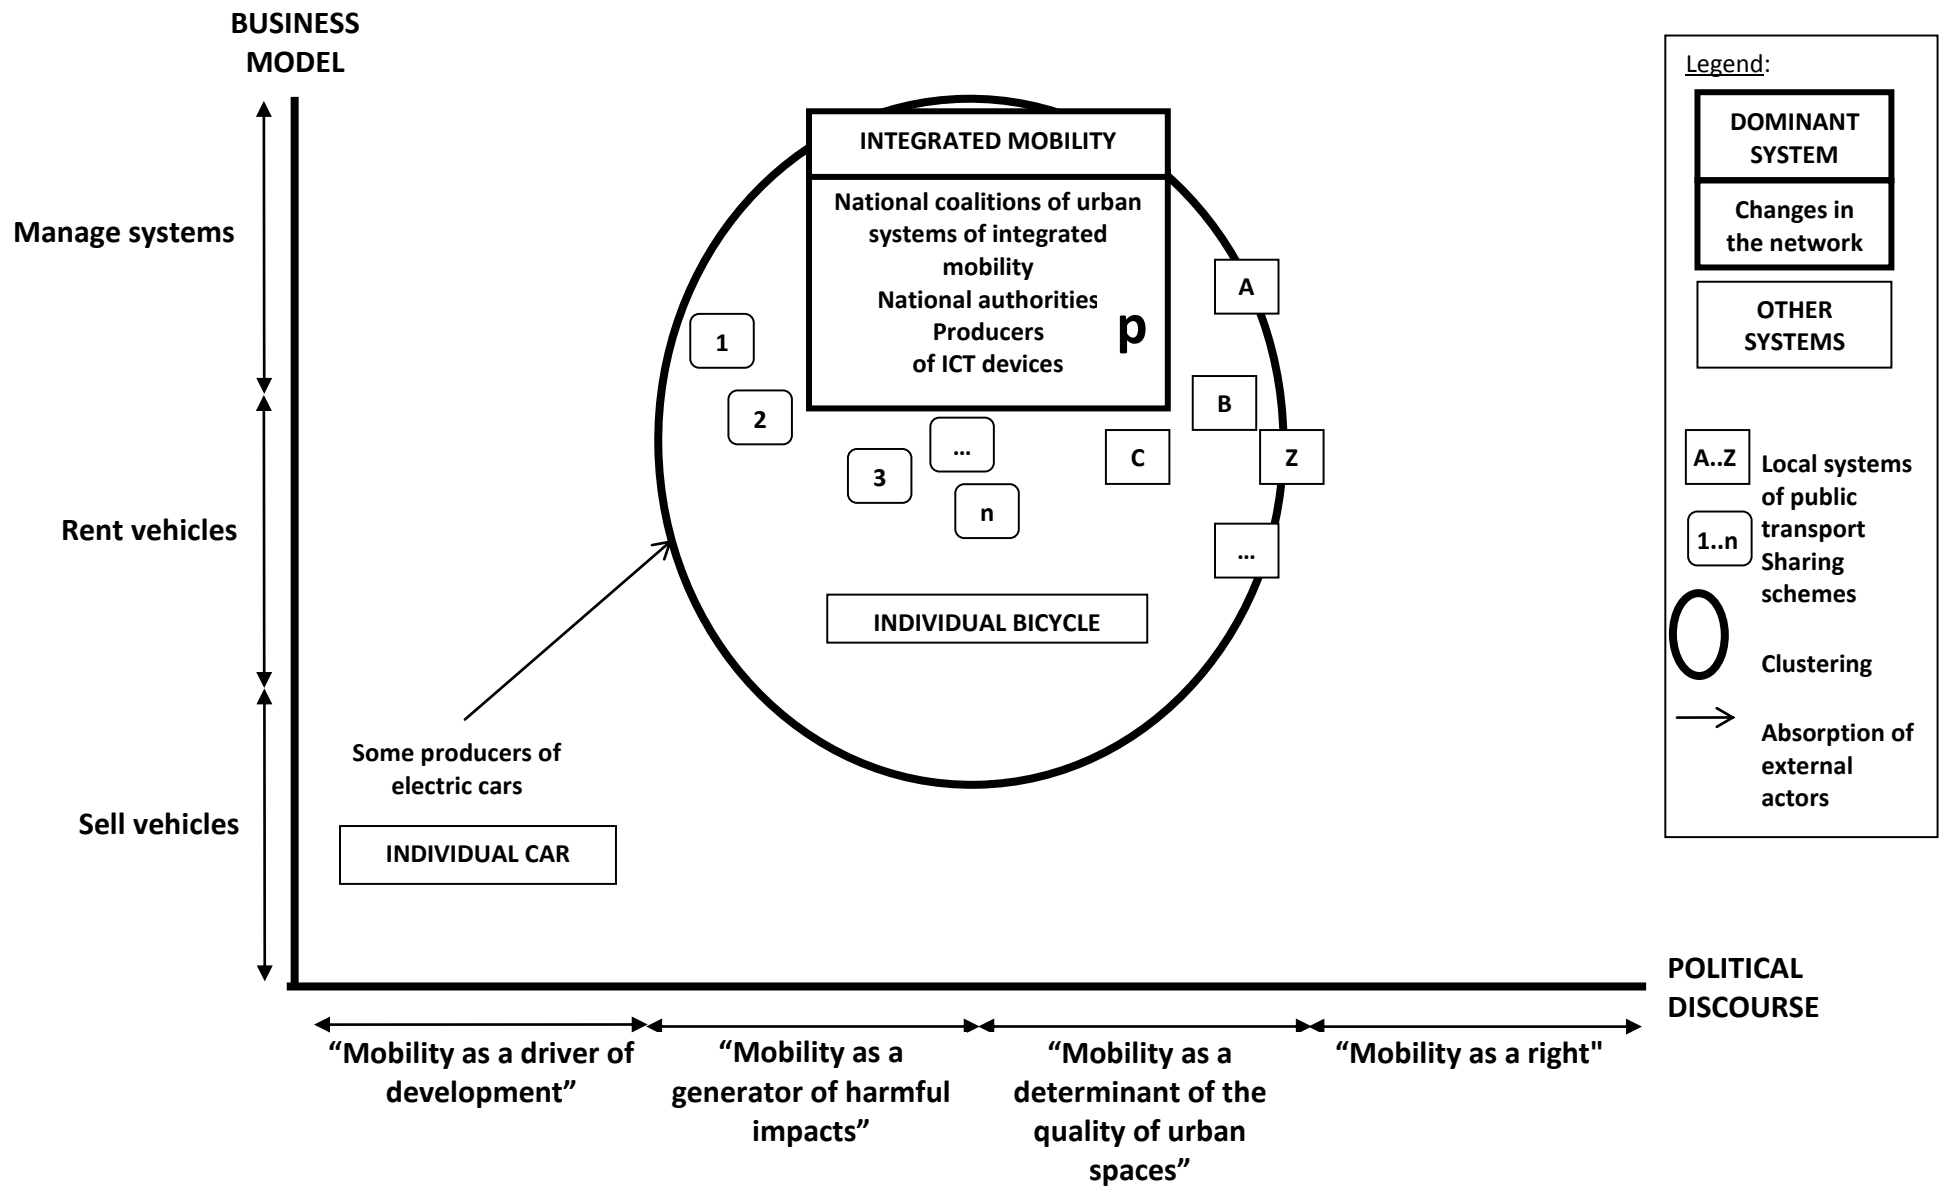 BUSINESS
MODEL
Manage systems
Rent vehicles
Sell vehicles
INTEGRATED MOBILITY
National coalitions of urban
systems of integrated
mobility
National authorities
Producers
of ICT devices
p
1
2
3
...
n
A
B
C
Z
...
INDIVIDUAL BICYCLE
Some producers of
electric cars
INDIVIDUAL CAR
POLITICAL
DISCOURSE
“Mobility as a driver of
development”
“Mobility as a
generator of harmful
impacts”
“Mobility as a
determinant of the
quality of urban
spaces”
“Mobility as a right"
Legend:
DOMINANT
SYSTEM
Changes in
the network
OTHER
SYSTEMS
A..Z
1..n
Local systems
of public
transport
Sharing
schemes
Clustering
Absorption of
external
actors